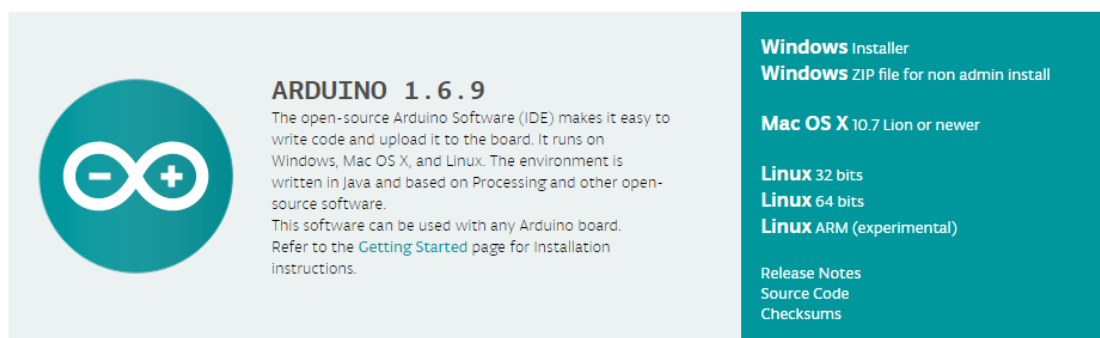 ARDUINO 1.6.9
The open-source Arduino Software (IDE) makes it easy to
write code and upload it to the board. It runs on
Windows, Mac OS X, and Linux. The environment is
written in Java and based on Processing and other open-
source software.
This software can be used with any Arduino board.
Refer to the Getting Started page for Installation
instructions.
Windows Installer
Windows ZIP file for non admin install
Mac OS X 10.7 Lion or newer
Linux 32 bits
Linux 64 bits
Linux ARM (experimental)
Release Notes
Source Code
Checksums